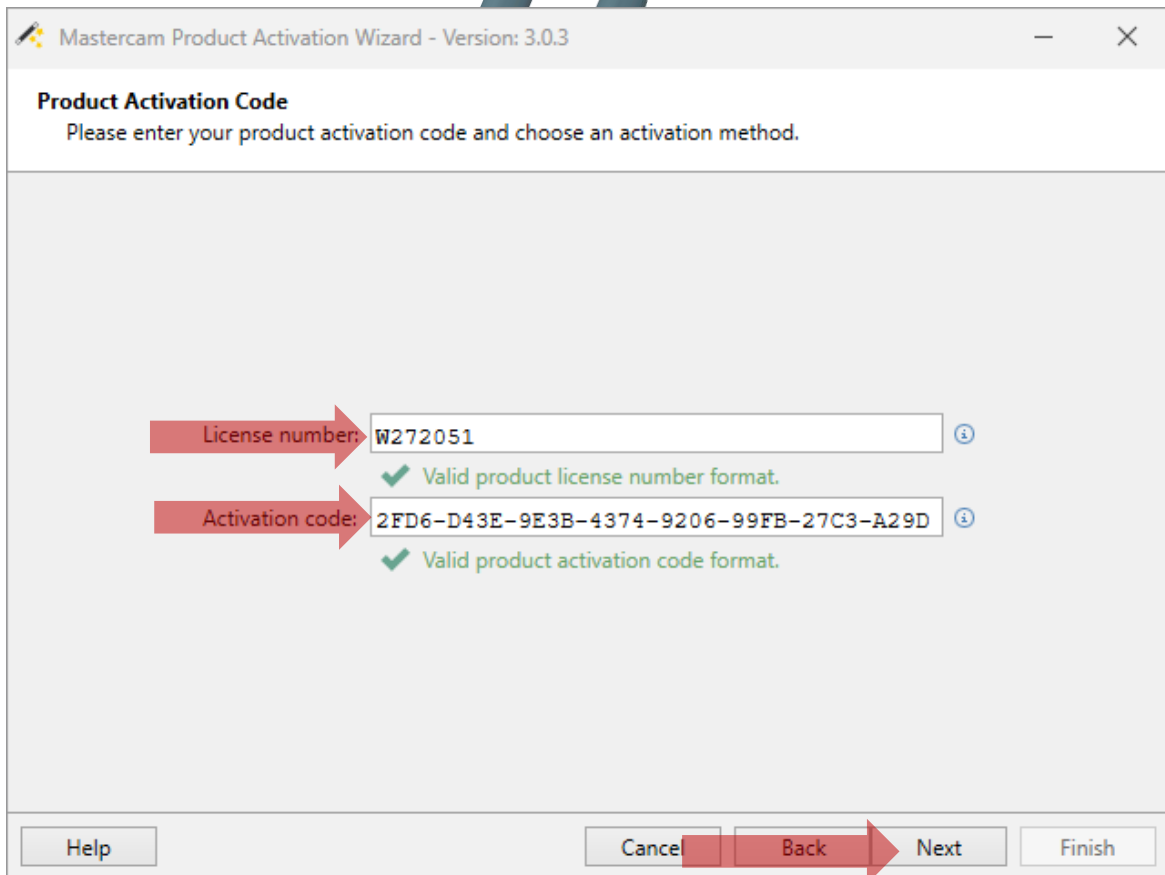 Mastercam Product Activation Wizard - Version: 3.0.3
Product Activation Code
Please enter your product activation code and choose an activation method.
License number: W272051
Valid product license number format.
Activation code: 2FD6-D43E-9E3B-4374-9206-99FB-27C3-A29D
Valid product activation code format.
Help Cancel Back Next Finish